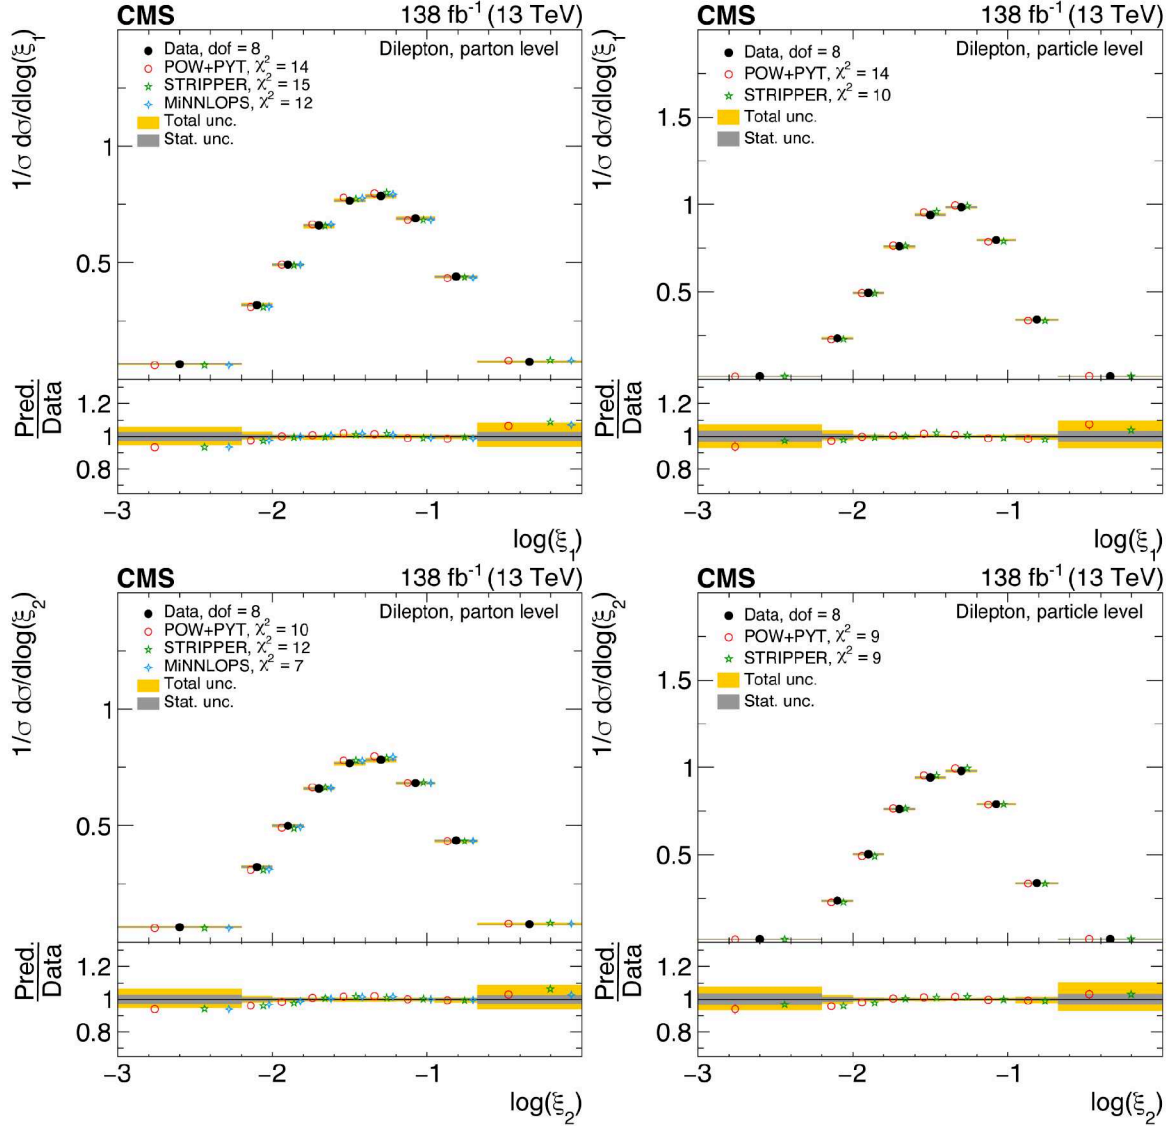 CMS 138 fb⁻¹ (13 TeV)
1/σ dσ/dlog(ξ₁)
Dilepton, parton level
Data, dof = 8
POW+PYT, χ² = 14
STRIPPER, χ² = 15
MiNNLOPS, χ² = 12
Total unc.
Stat. unc.
1
0.5
Pred.
Data
1.2
1
0.8
−3 −2 −1
log(ξ₁)
CMS 138 fb⁻¹ (13 TeV)
1/σ dσ/dlog(ξ₁)
Dilepton, particle level
Data, dof = 8
POW+PYT, χ² = 14
STRIPPER, χ² = 10
Total unc.
Stat. unc.
1.5
1
0.5
Pred.
Data
1.2
1
0.8
−3 −2 −1
log(ξ₁)
CMS 138 fb⁻¹ (13 TeV)
1/σ dσ/dlog(ξ₂)
Dilepton, parton level
Data, dof = 8
POW+PYT, χ² = 10
STRIPPER, χ² = 12
MiNNLOPS, χ² = 7
Total unc.
Stat. unc.
1
0.5
Pred.
Data
1.2
1
0.8
−3 −2 −1
log(ξ₂)
CMS 138 fb⁻¹ (13 TeV)
1/σ dσ/dlog(ξ₂)
Dilepton, particle level
Data, dof = 8
POW+PYT, χ² = 9
STRIPPER, χ² = 9
Total unc.
Stat. unc.
1.5
1
0.5
Pred.
Data
1.2
1
0.8
−3 −2 −1
log(ξ₂)